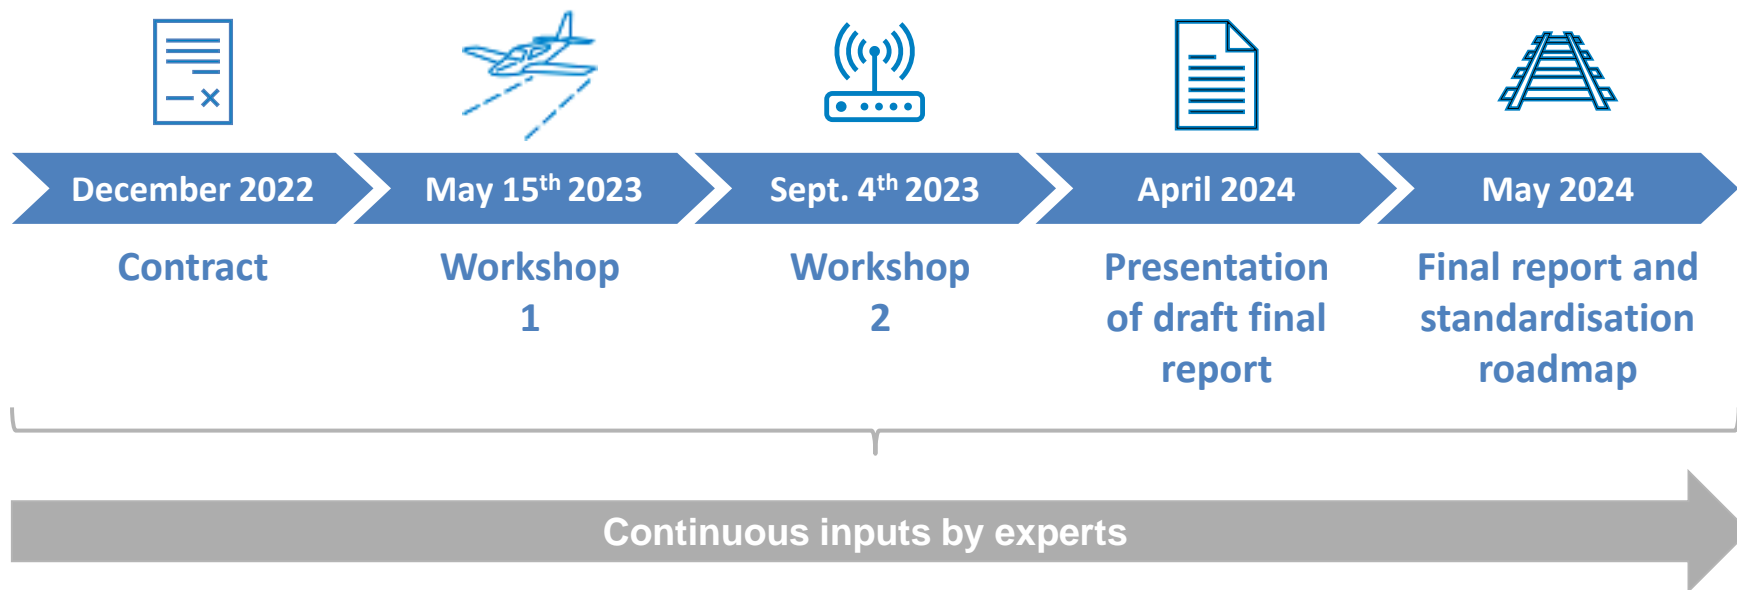 December 2022
May 15th 2023
Sept. 4th 2023
April 2024
May 2024
Contract
Workshop
1
Workshop
2
Presentation
of draft final
report
Final report and
standardisation
roadmap
Continuous inputs by experts